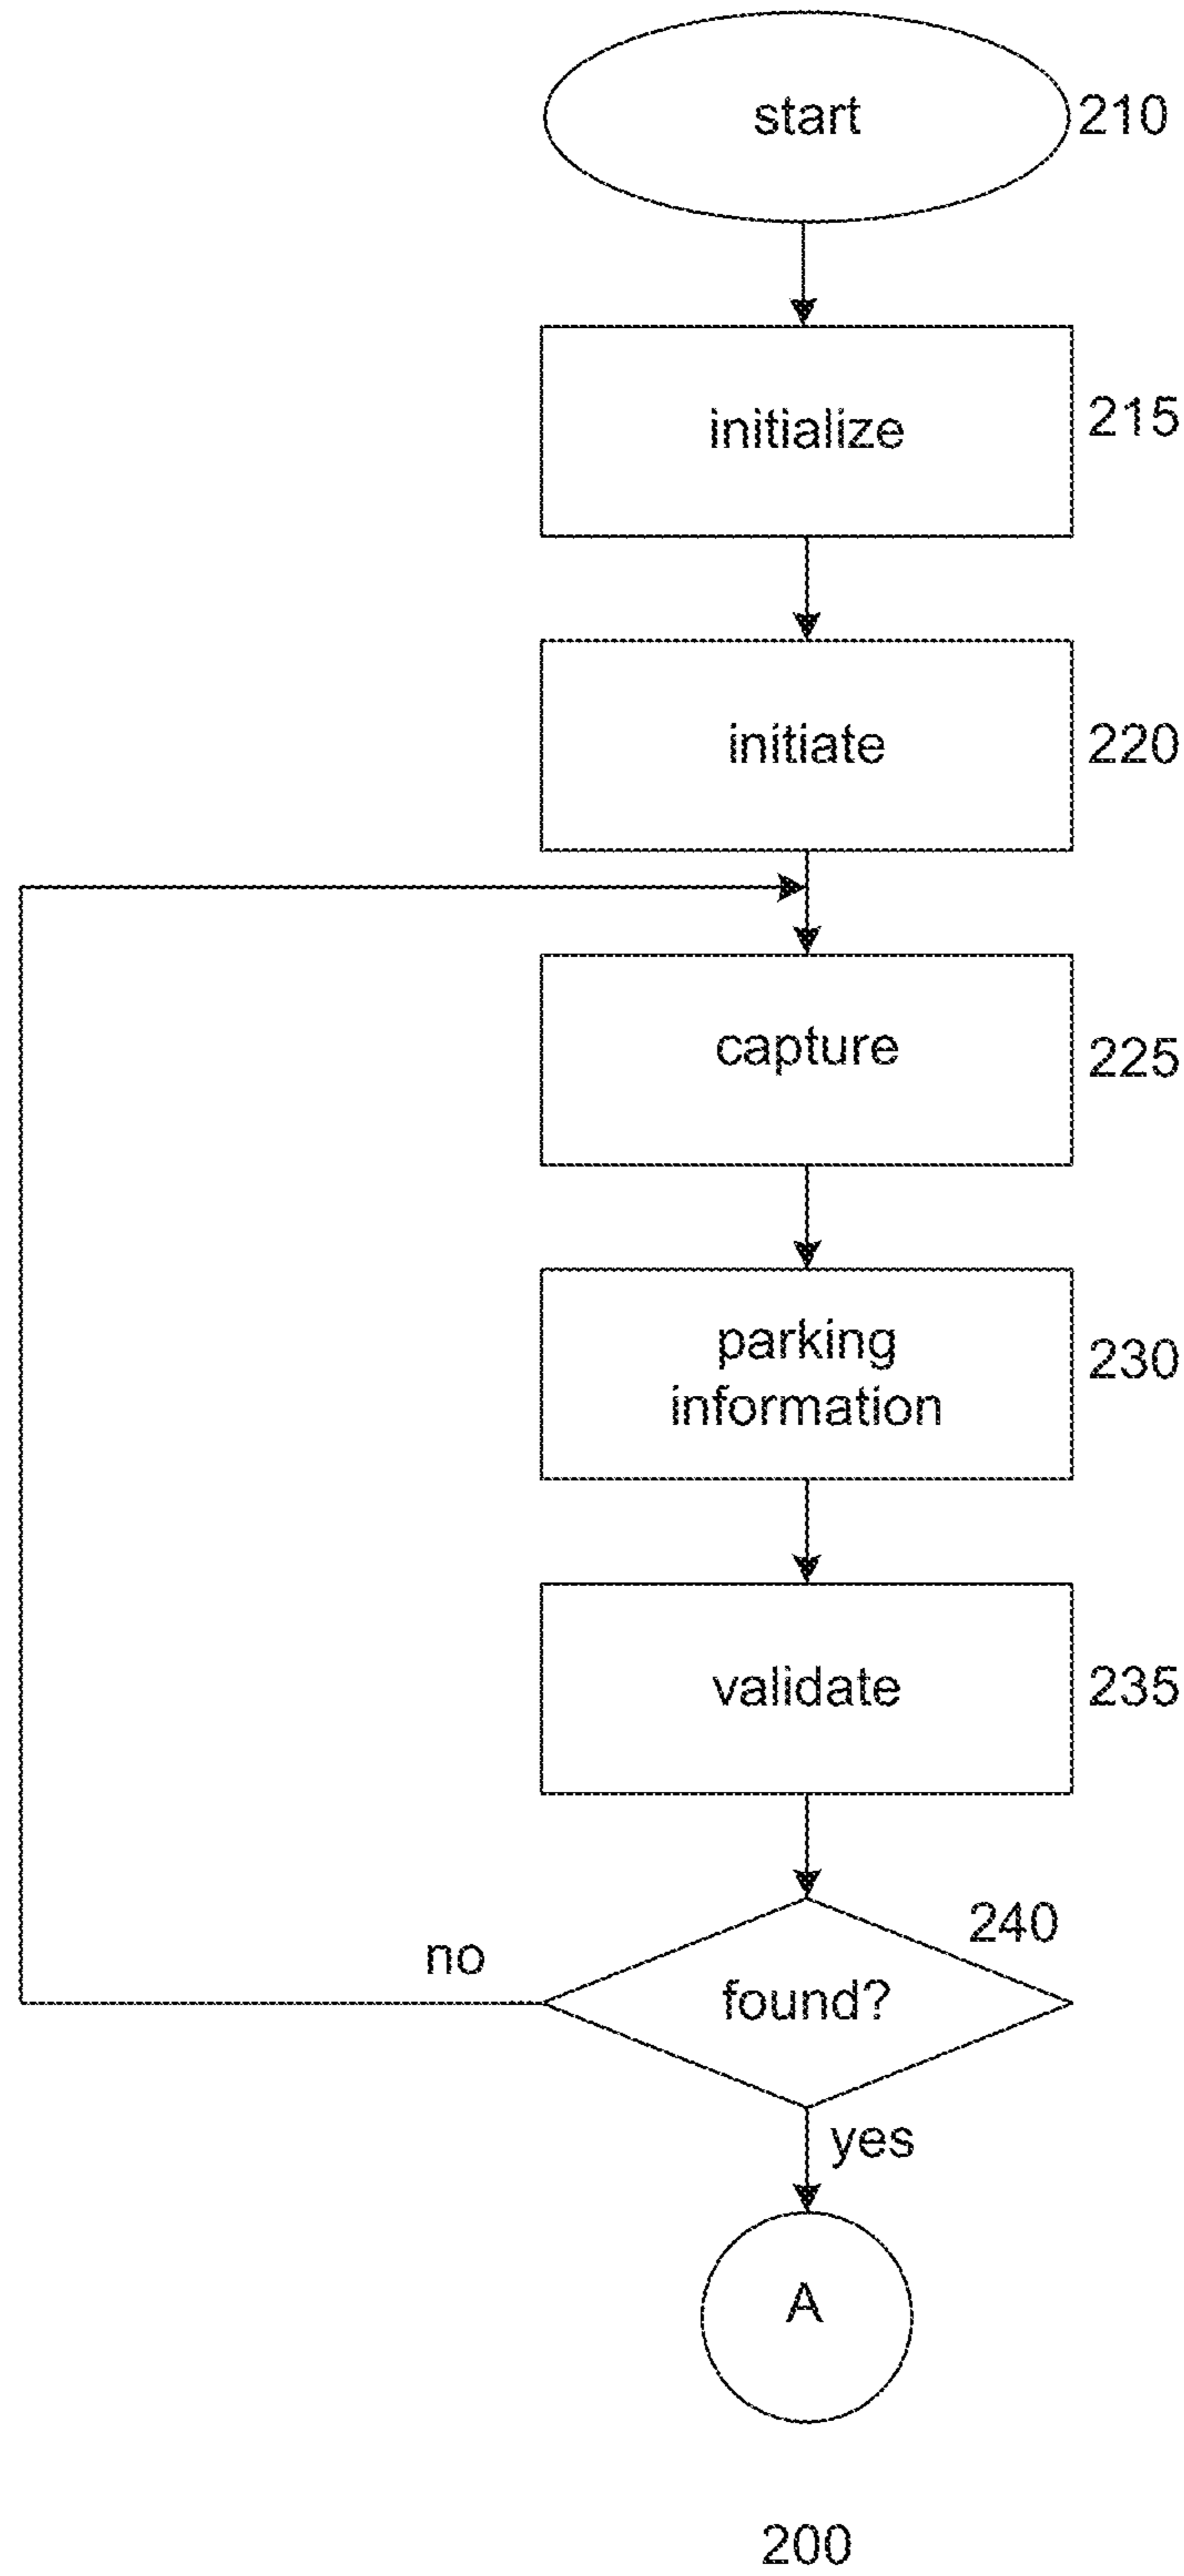 start
210
initialize
215
initiate
220
capture
225
parking
information
230
validate
235
240
no
found?
yes
A
200